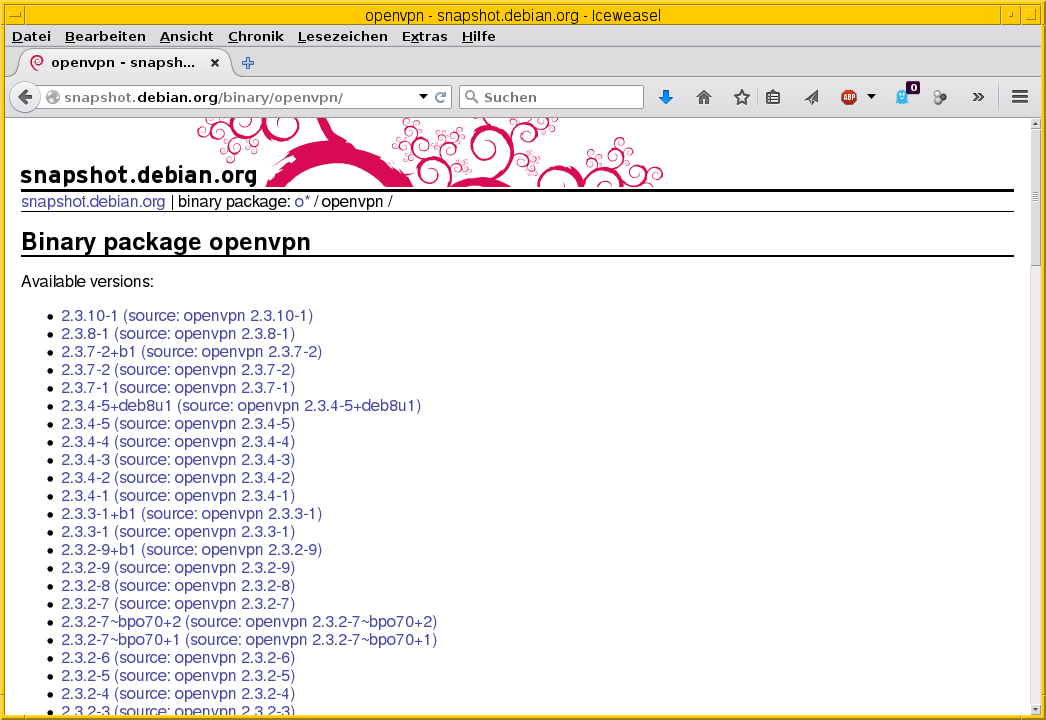 openvpn - snapshot.debian.org - Iceweasel
Datei Bearbeiten Ansicht Chronik Lesezeichen Extras Hilfe
openvpn - snapsh...
snapshot.debian.org/binary/openvpn/ Suchen ABP 0
snapshot.debian.org
snapshot.debian.org | binary package: o* / openvpn /
Binary package openvpn
Available versions:
• 2.3.10-1 (source: openvpn 2.3.10-1)
• 2.3.8-1 (source: openvpn 2.3.8-1)
• 2.3.7-2+b1 (source: openvpn 2.3.7-2)
• 2.3.7-2 (source: openvpn 2.3.7-2)
• 2.3.7-1 (source: openvpn 2.3.7-1)
• 2.3.4-5+deb8u1 (source: openvpn 2.3.4-5+deb8u1)
• 2.3.4-5 (source: openvpn 2.3.4-5)
• 2.3.4-4 (source: openvpn 2.3.4-4)
• 2.3.4-3 (source: openvpn 2.3.4-3)
• 2.3.4-2 (source: openvpn 2.3.4-2)
• 2.3.4-1 (source: openvpn 2.3.4-1)
• 2.3.3-1+b1 (source: openvpn 2.3.3-1)
• 2.3.3-1 (source: openvpn 2.3.3-1)
• 2.3.2-9+b1 (source: openvpn 2.3.2-9)
• 2.3.2-9 (source: openvpn 2.3.2-9)
• 2.3.2-8 (source: openvpn 2.3.2-8)
• 2.3.2-7 (source: openvpn 2.3.2-7)
• 2.3.2-7~bpo70+2 (source: openvpn 2.3.2-7~bpo70+2)
• 2.3.2-7~bpo70+1 (source: openvpn 2.3.2-7~bpo70+1)
• 2.3.2-6 (source: openvpn 2.3.2-6)
• 2.3.2-5 (source: openvpn 2.3.2-5)
• 2.3.2-4 (source: openvpn 2.3.2-4)
• 2.3.2-3 (source: openvpn 2.3.2-3)